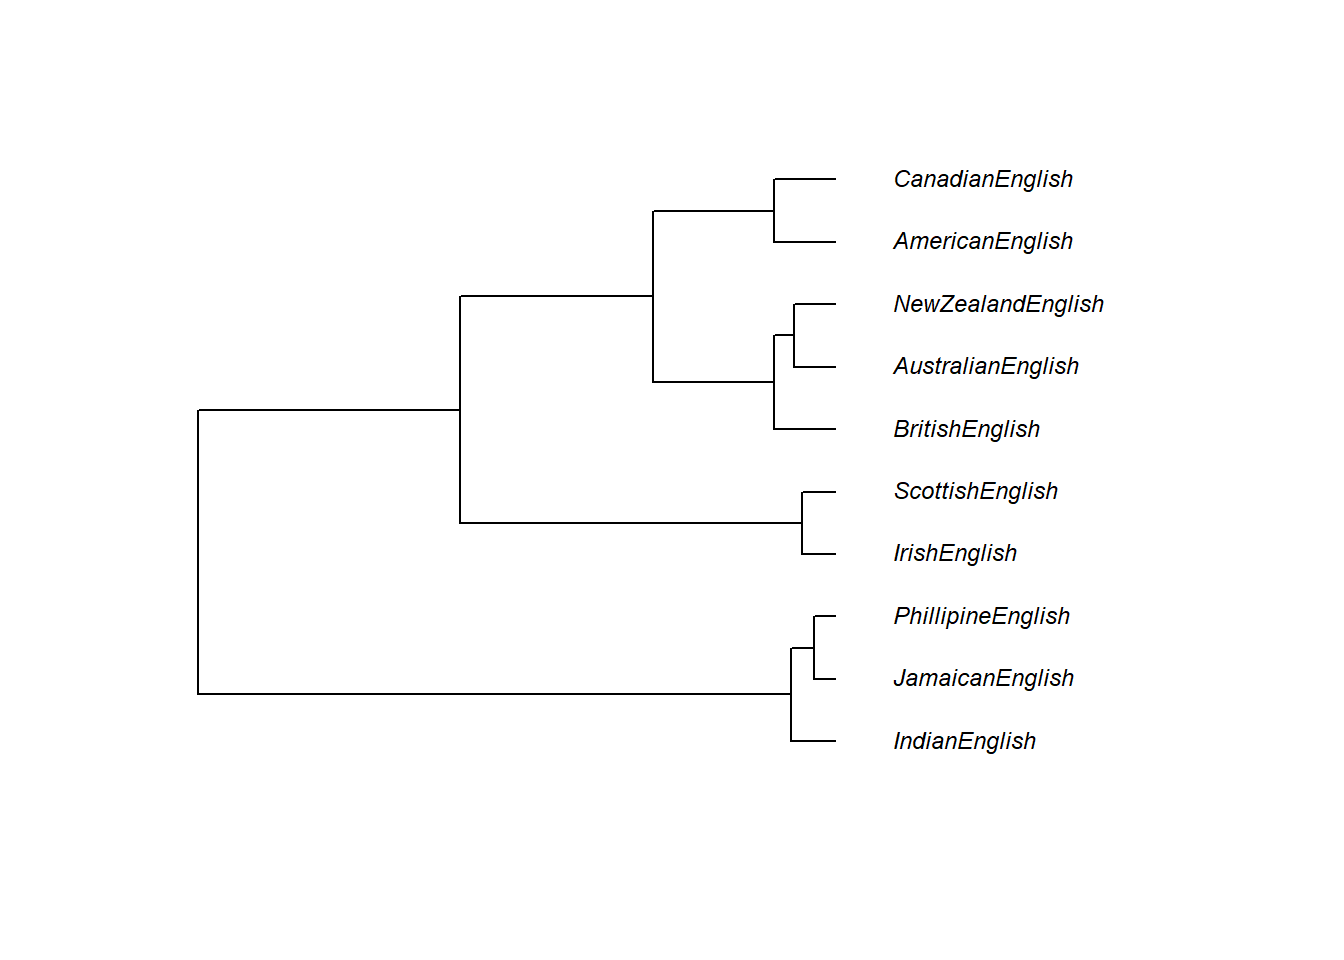 CanadianEnglish
AmericanEnglish
NewZealandEnglish
AustralianEnglish
BritishEnglish
ScottishEnglish
IrishEnglish
PhillipineEnglish
JamaicanEnglish
IndianEnglish